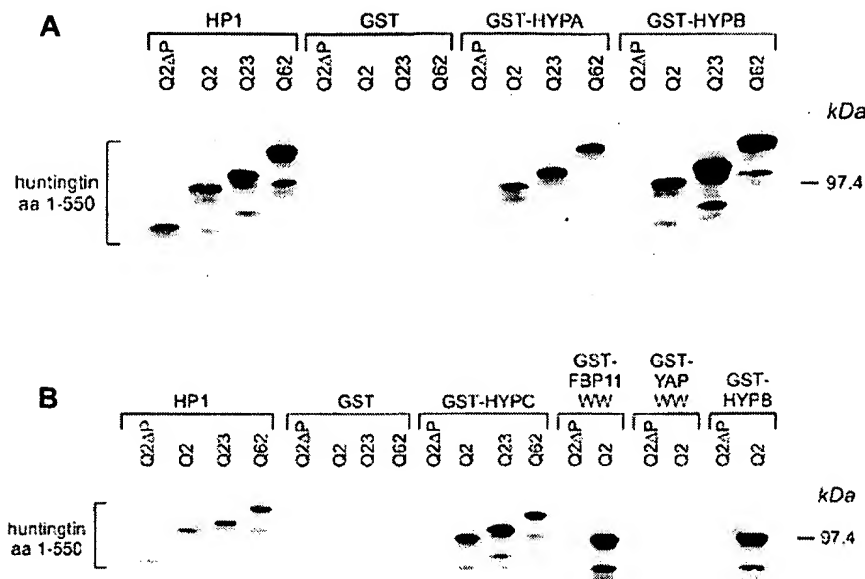 A
HP1 GST GST-HYPA GST-HYPB
Q2ΔP Q2 Q23 Q62 Q2ΔP Q2 Q23 Q62 Q2ΔP Q2 Q23 Q62 Q2ΔP Q2 Q23 Q62
kDa
huntingtin
aa 1-550
— 97.4
B
HP1 GST GST-HYPC GST-FBP11 WW GST-YAP WW GST-HYPB
Q2ΔP Q2 Q23 Q62 Q2ΔP Q2 Q23 Q62 Q2ΔP Q2 Q23 Q62 Q2ΔP Q2 Q2ΔP Q2 Q2ΔP Q2
kDa
huntingtin
aa 1-550
— 97.4